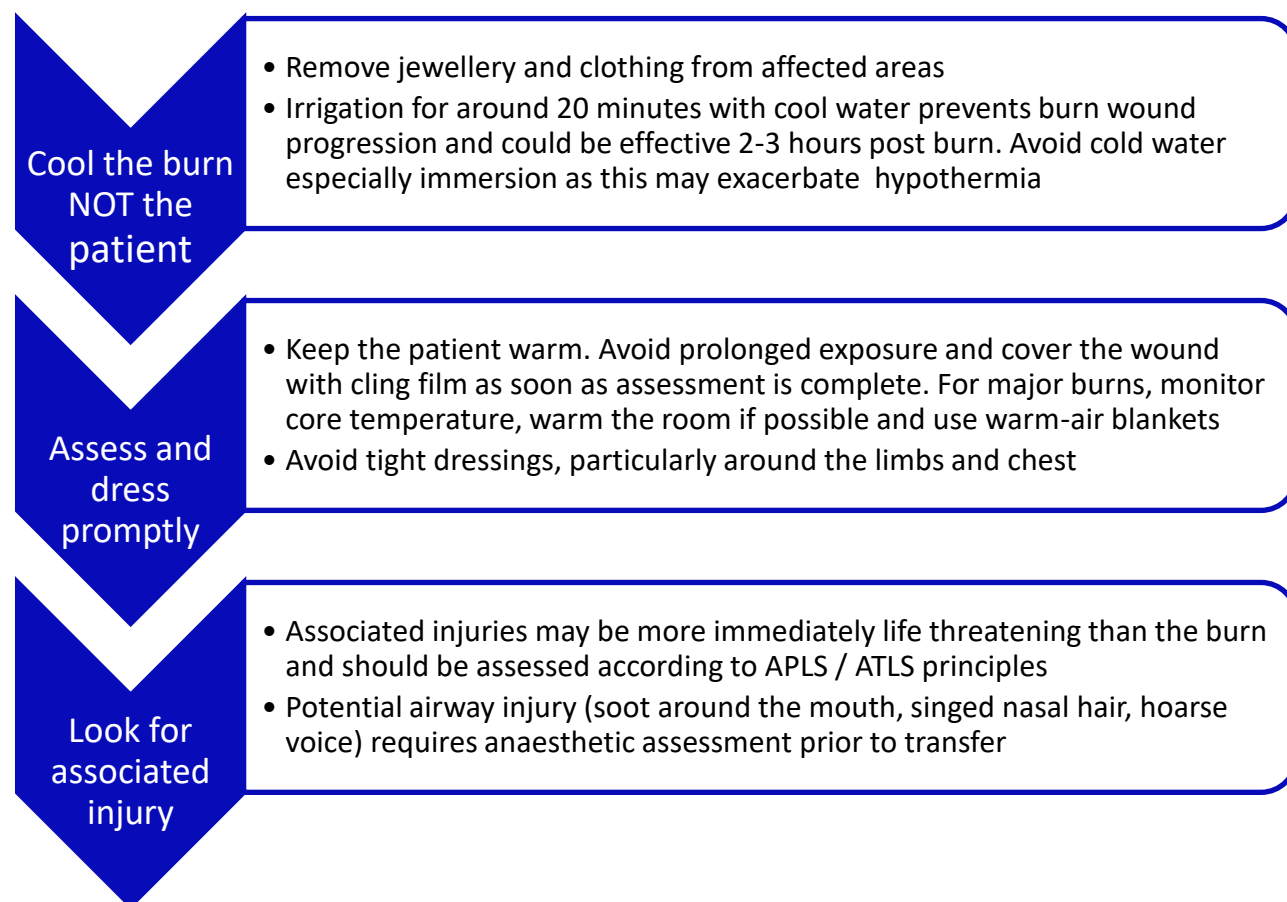 Cool the burn
NOT the
patient
• Remove jewellery and clothing from affected areas
• Irrigation for around 20 minutes with cool water prevents burn wound
progression and could be effective 2-3 hours post burn. Avoid cold water
especially immersion as this may exacerbate  hypothermia
Assess and
dress
promptly
• Keep the patient warm. Avoid prolonged exposure and cover the wound
with cling film as soon as assessment is complete. For major burns, monitor
core temperature, warm the room if possible and use warm-air blankets
• Avoid tight dressings, particularly around the limbs and chest
Look for
associated
injury
• Associated injuries may be more immediately life threatening than the burn
and should be assessed according to APLS / ATLS principles
• Potential airway injury (soot around the mouth, singed nasal hair, hoarse
voice) requires anaesthetic assessment prior to transfer